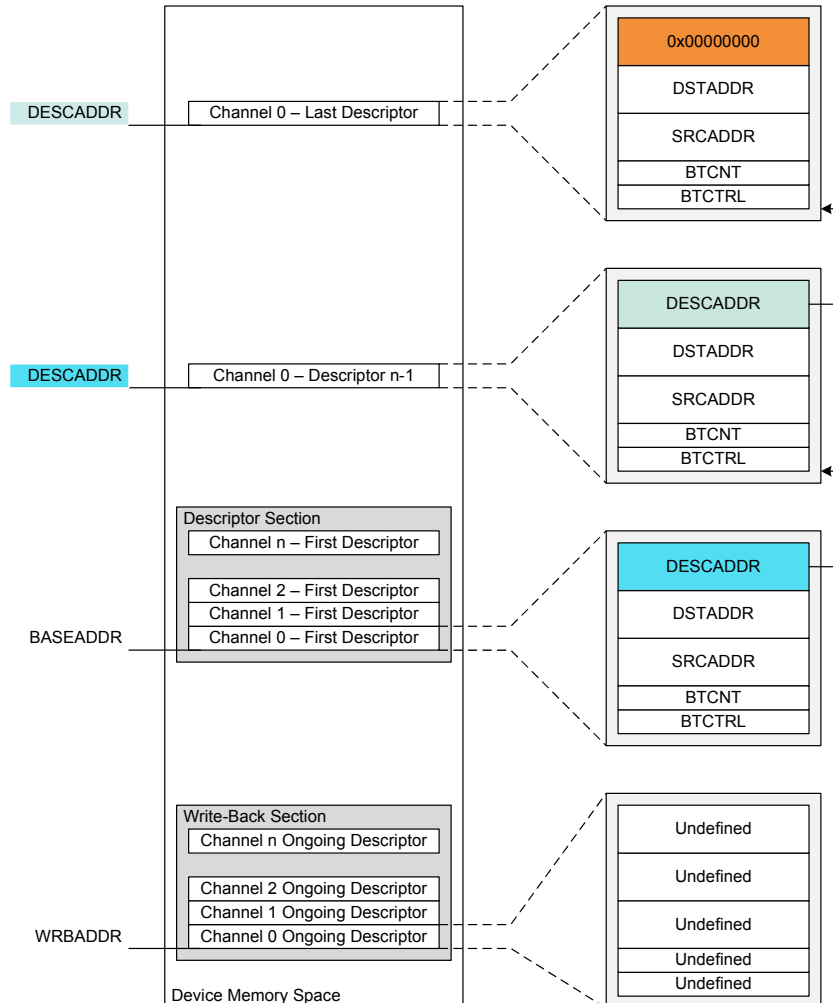 0x00000000
DSTADDR
DESCADDR
Channel 0 – Last Descriptor
SRCADDR
BTCNT
BTCTRL
DESCADDR
DSTADDR
DESCADDR
Channel 0 – Descriptor n-1
SRCADDR
BTCNT
BTCTRL
Descriptor Section
Channel n – First Descriptor
Channel 2 – First Descriptor
Channel 1 – First Descriptor
BASEADDR
Channel 0 – First Descriptor
DESCADDR
DSTADDR
SRCADDR
BTCNT
BTCTRL
Write-Back Section
Channel n Ongoing Descriptor
Channel 2 Ongoing Descriptor
Channel 1 Ongoing Descriptor
WRBADDR
Channel 0 Ongoing Descriptor
Undefined
Undefined
Undefined
Undefined
Undefined
Device Memory Space